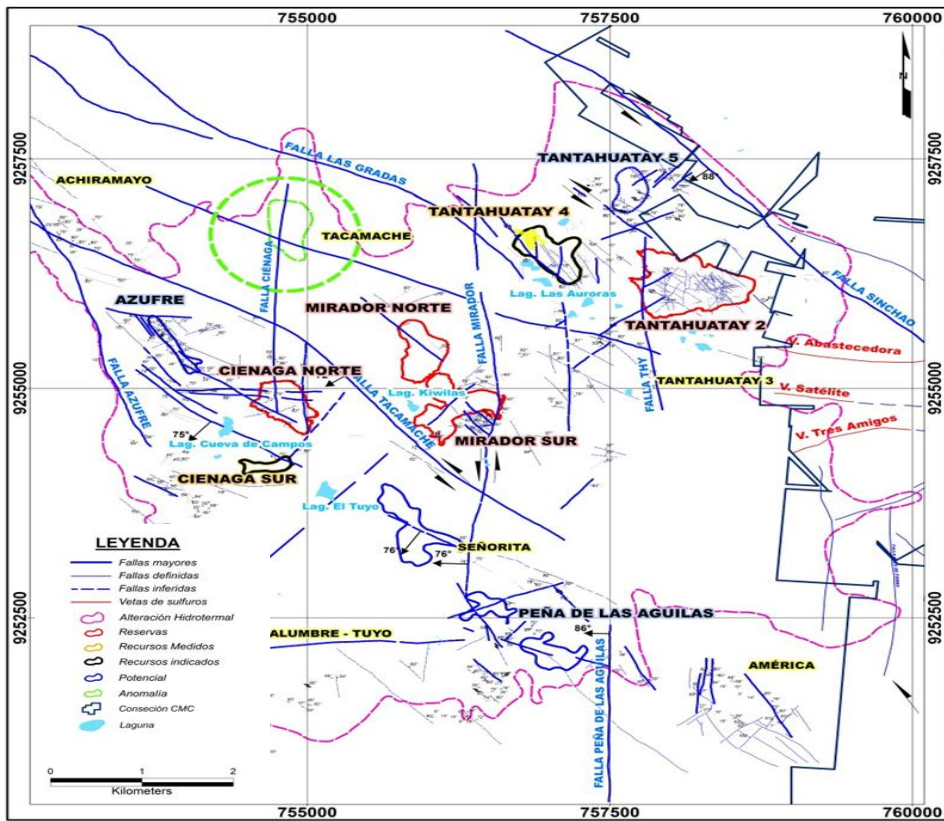 755000
757500
760000
9257500
9255000
9252500
9257500
9255000
9252500
755000
757500
760000
N
FALLA LAS GRADAS
ACHIRAMAYO
TANTAHUATAY 5
88°
TANTAHUATAY 4
TACAMACHE
FALLA CIÉNAGA
Lag. Las Auroras
FALLA SINCHAO
AZUFRE
MIRADOR NORTE
FALLA MIRADOR
TANTAHUATAY 2
V. Abastecedora
CIENAGA NORTE
FALLA TACAMACHE
FALLA THY
TANTAHUATAY 3
V. Satélite
FALLA AZUFRE
Lag. Kiwilas
V. Tres Amigos
75°
Lag. Cueva de Campos
MIRADOR SUR
CIENAGA SUR
Lag. El Tuyo
76°
76°
SEÑORITA
PEÑA DE LAS AGUILAS
86°
ALUMBRE - TUYO
AMÉRICA
FALLA PEÑA DE LAS AGUILAS
LEYENDA
Fallas mayores
Fallas definidas
Fallas inferidas
Vetas de sulfuros
Alteración Hidrotermal
Reservas
Recursos Medidos
Recursos indicados
Potencial
Anomalía
Conseción CMC
Laguna
0 1 2
Kilometers